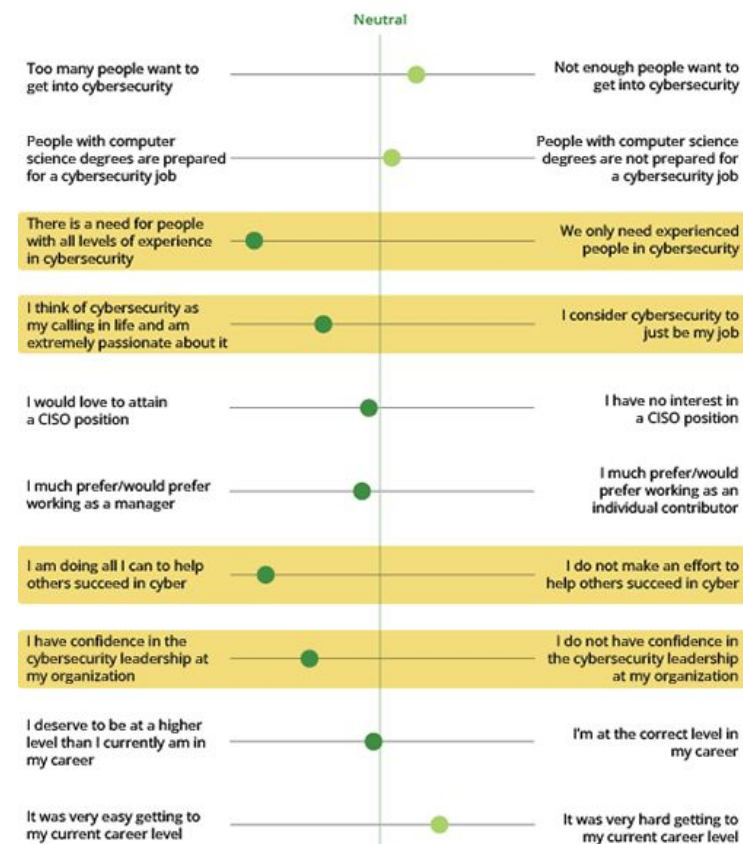 Neutral
Too many people want to
get into cybersecurity
Not enough people want to
get into cybersecurity
People with computer
science degrees are prepared
for a cybersecurity job
People with computer science
degrees are not prepared for
a cybersecurity job
There is a need for people
with all levels of experience
in cybersecurity
We only need experienced
people in cybersecurity
I think of cybersecurity as
my calling in life and am
extremely passionate about it
I consider cybersecurity to
just be my job
I would love to attain
a CISO position
I have no interest in
a CISO position
I much prefer/would prefer
working as a manager
I much prefer/would
prefer working as an
individual contributor
I am doing all I can to help
others succeed in cyber
I do not make an effort to
help others succeed in cyber
I have confidence in the
cybersecurity leadership at
my organization
I do not have confidence in
the cybersecurity leadership
at my organization
I deserve to be at a higher
level than I currently am in
my career
I'm at the correct level in
my career
It was very easy getting to
my current career level
It was very hard getting to
my current career level